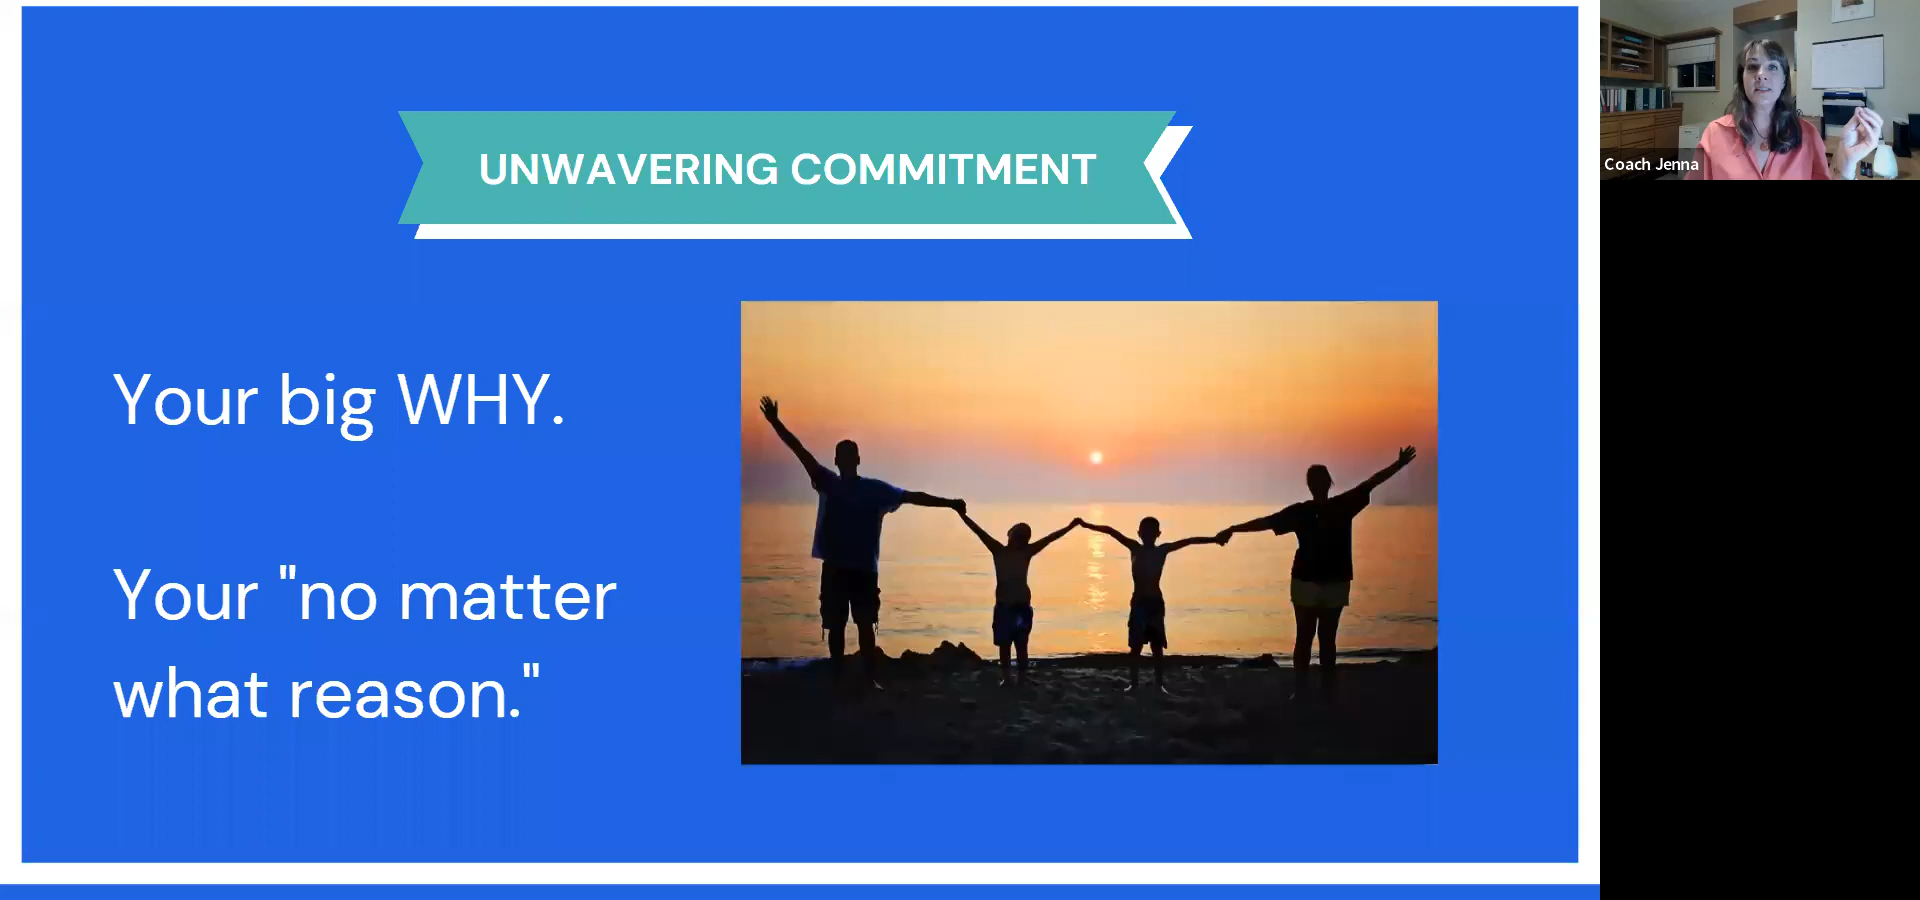 UNWAVERING COMMITMENT
Your big WHY.
Your "no matter
what reason."
Coach Jenna